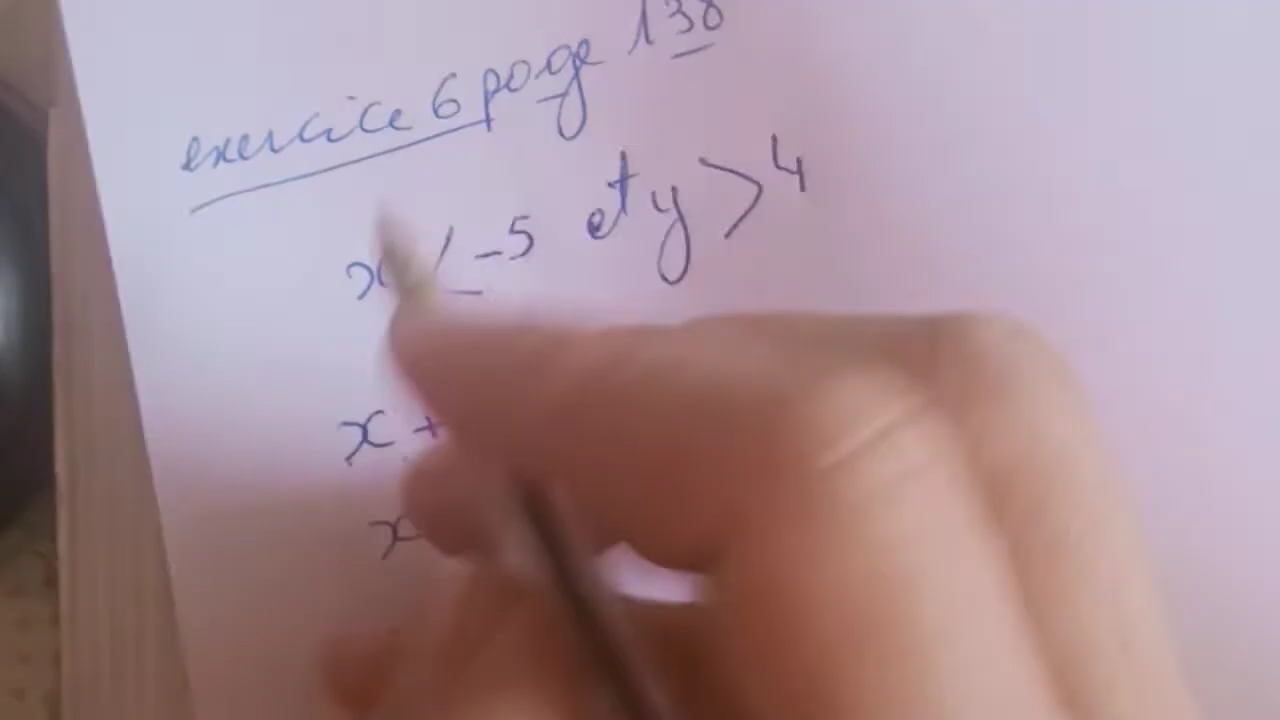 exercice 6 page 138
x < -5 et y > 4
x +
x